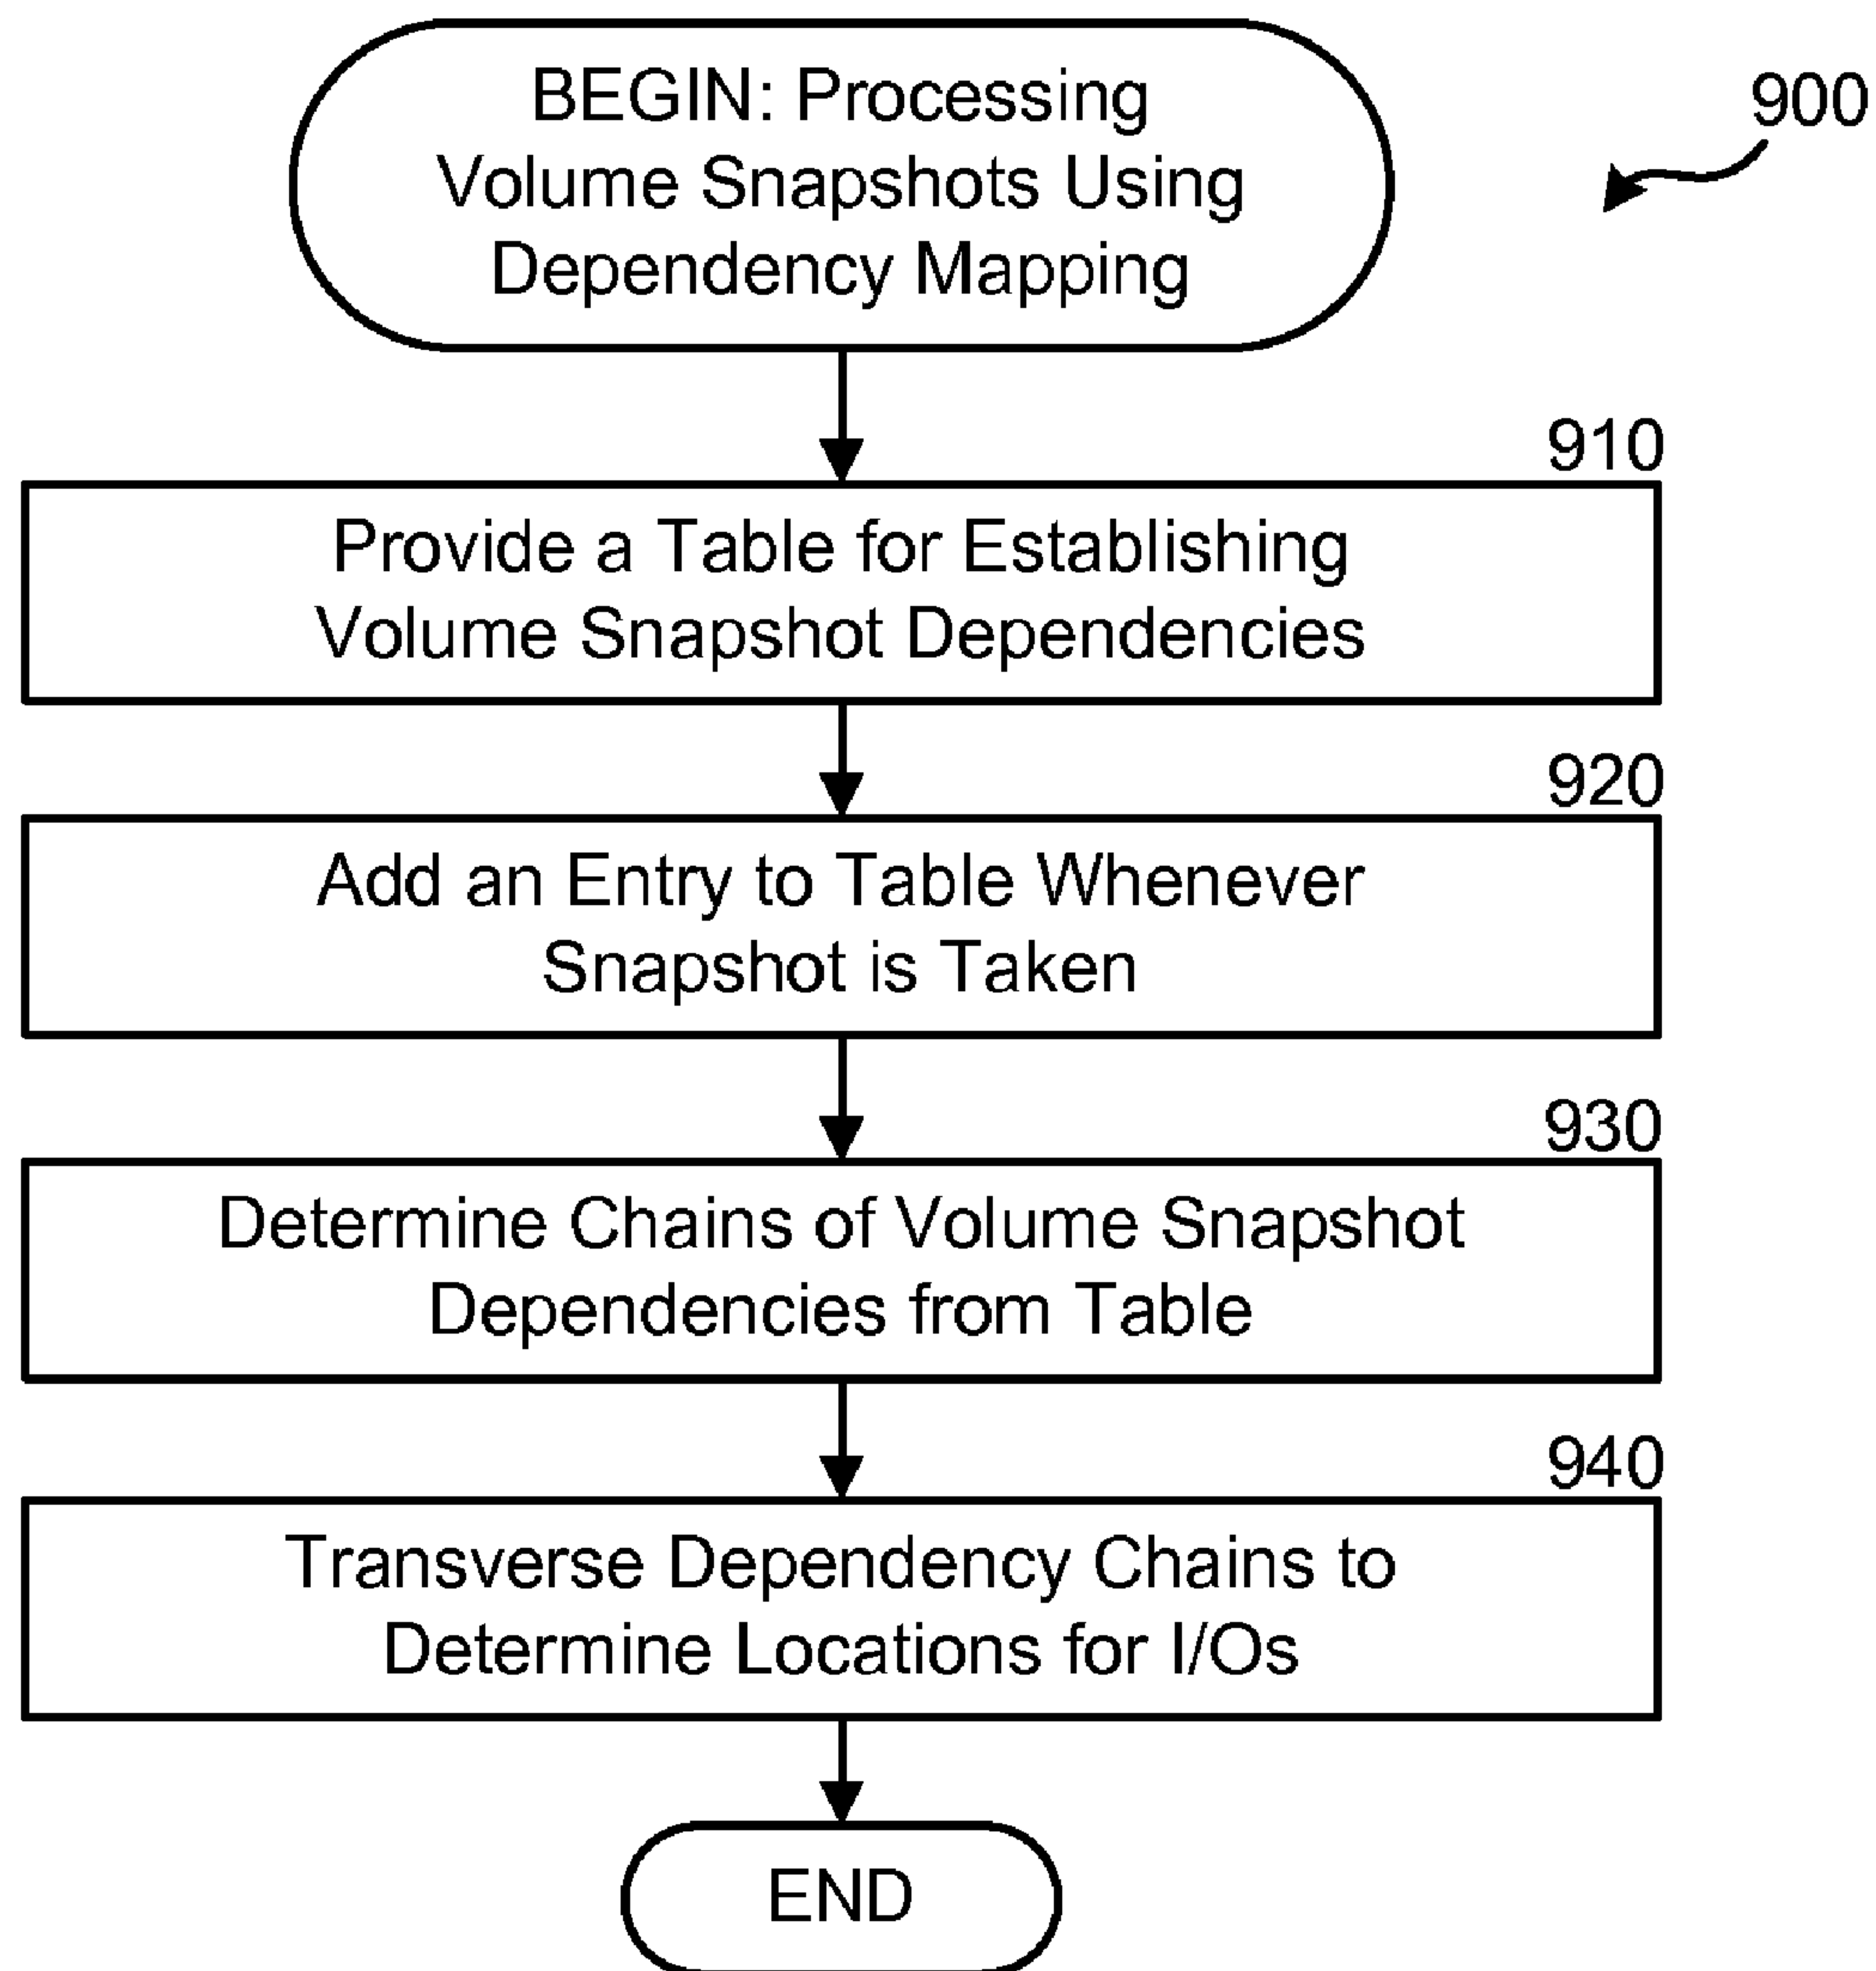 BEGIN: Processing
Volume Snapshots Using
Dependency Mapping
900
910
Provide a Table for Establishing
Volume Snapshot Dependencies
920
Add an Entry to Table Whenever
Snapshot is Taken
930
Determine Chains of Volume Snapshot
Dependencies from Table
940
Transverse Dependency Chains to
Determine Locations for I/Os
END